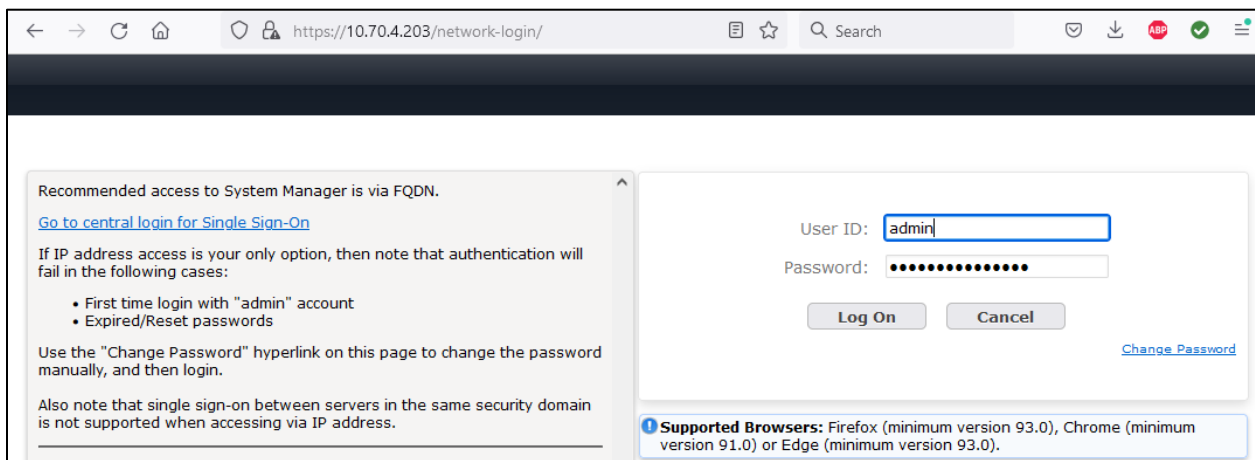 https://10.70.4.203/network-login/
Search
ABP
Recommended access to System Manager is via FQDN.
Go to central login for Single Sign-On
If IP address access is your only option, then note that authentication will
fail in the following cases:
• First time login with "admin" account
• Expired/Reset passwords
Use the "Change Password" hyperlink on this page to change the password
manually, and then login.
Also note that single sign-on between servers in the same security domain
is not supported when accessing via IP address.
User ID: admin
Password: •••••••••••••••
Log On Cancel
Change Password
Supported Browsers: Firefox (minimum version 93.0), Chrome (minimum
version 91.0) or Edge (minimum version 93.0).